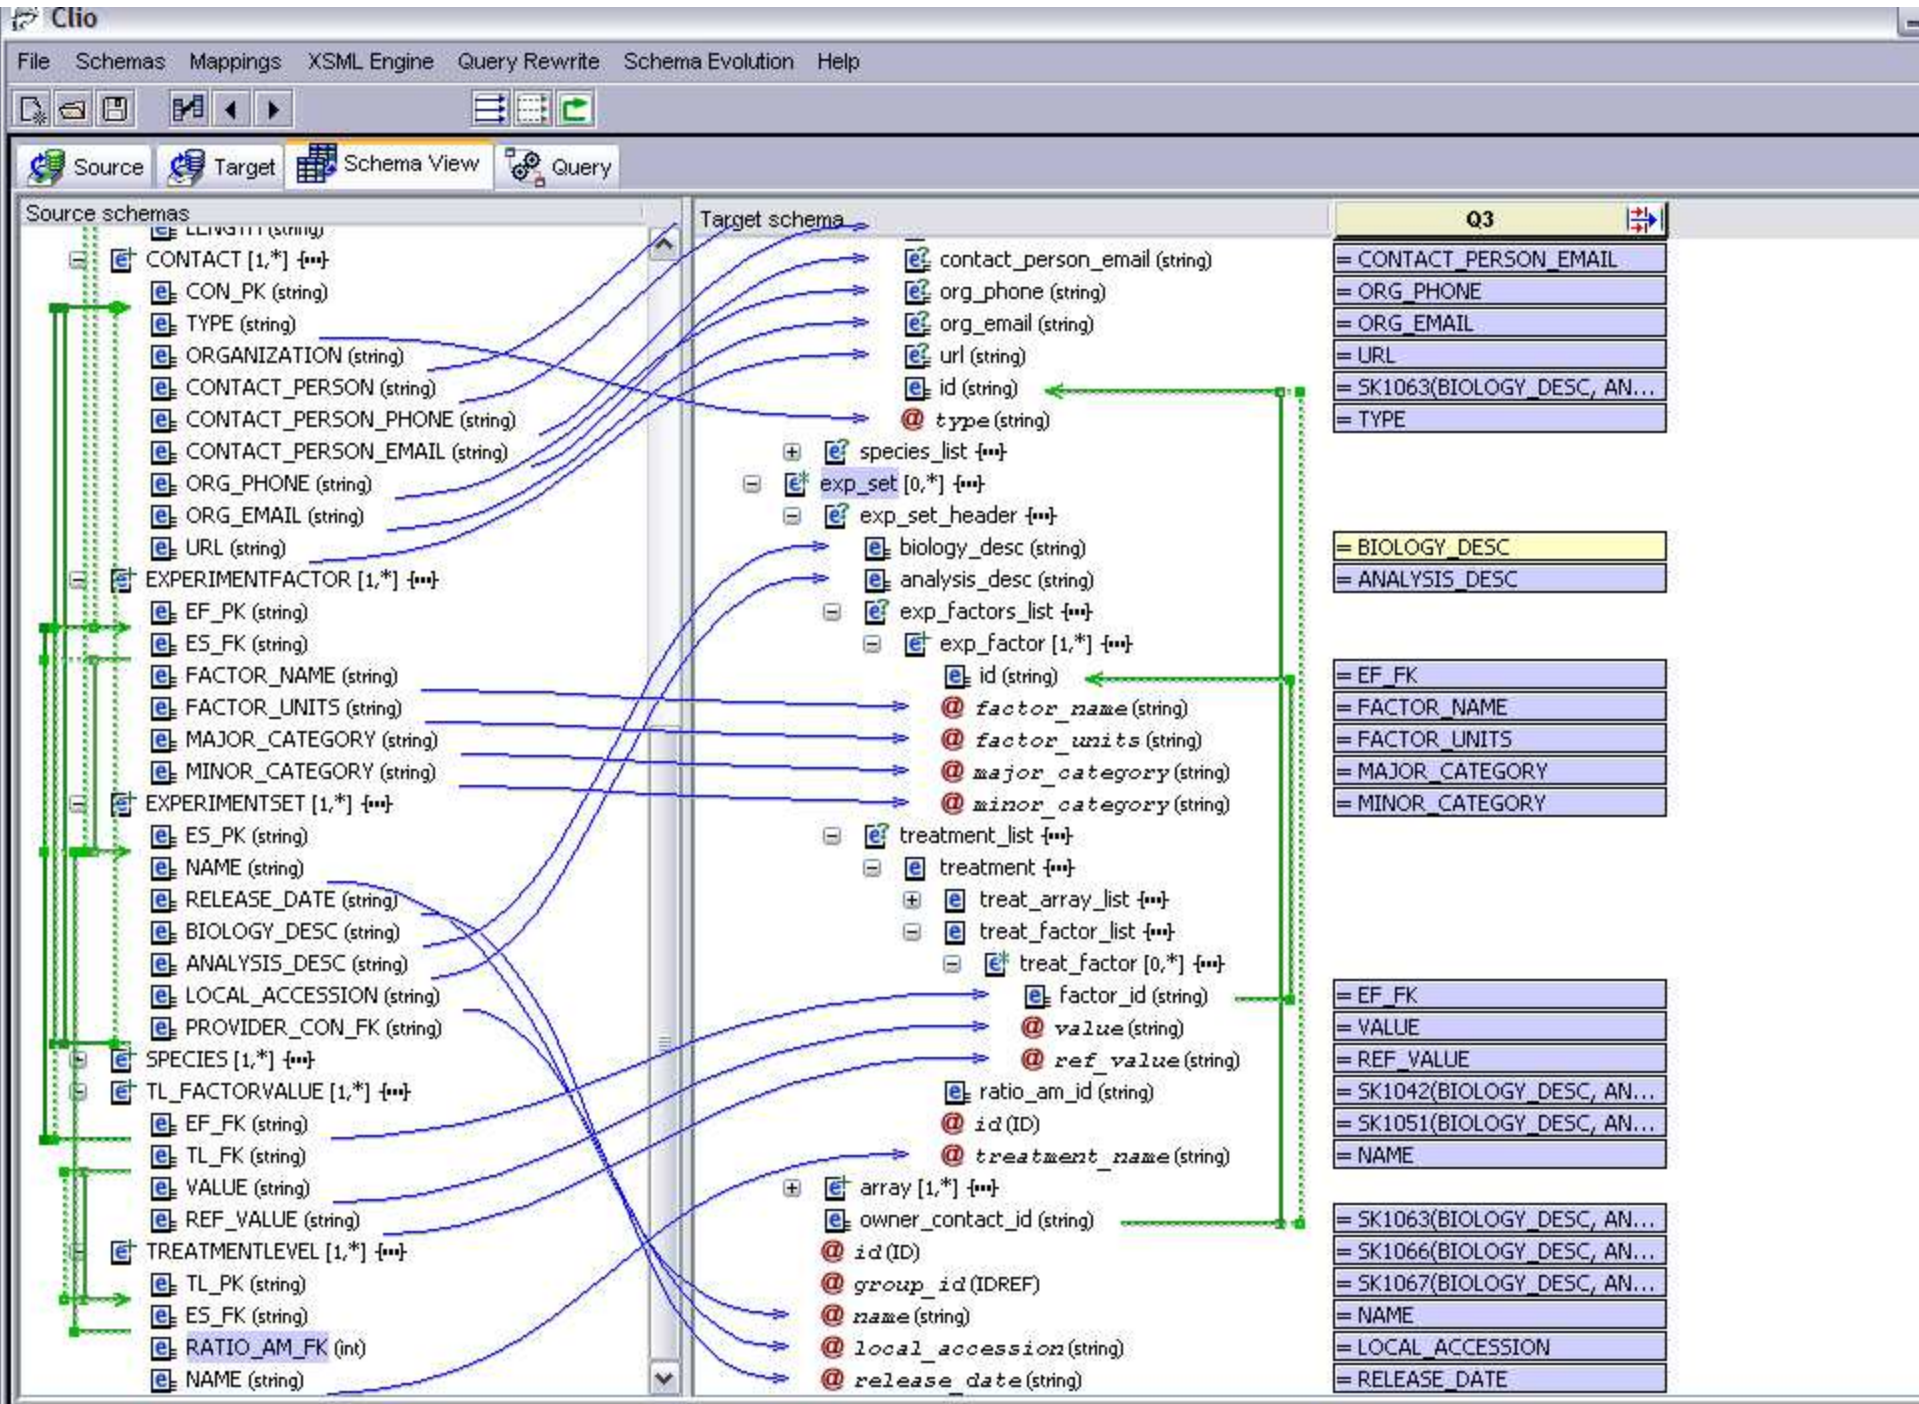 Clio
File Schemas Mappings XSML Engine Query Rewrite Schema Evolution Help
Source Target Schema View Query
Source schemas
LENGTH (string)
CONTACT [1,*] {...}
CON_PK (string)
TYPE (string)
ORGANIZATION (string)
CONTACT_PERSON (string)
CONTACT_PERSON_PHONE (string)
CONTACT_PERSON_EMAIL (string)
ORG_PHONE (string)
ORG_EMAIL (string)
URL (string)
EXPERIMENTFACTOR [1,*] {...}
EF_PK (string)
ES_FK (string)
FACTOR_NAME (string)
FACTOR_UNITS (string)
MAJOR_CATEGORY (string)
MINOR_CATEGORY (string)
EXPERIMENTSET [1,*] {...}
ES_PK (string)
NAME (string)
RELEASE_DATE (string)
BIOLOGY_DESC (string)
ANALYSIS_DESC (string)
LOCAL_ACCESSION (string)
PROVIDER_CON_FK (string)
SPECIES [1,*] {...}
TL_FACTORVALUE [1,*] {...}
EF_FK (string)
TL_FK (string)
VALUE (string)
REF_VALUE (string)
TREATMENTLEVEL [1,*] {...}
TL_PK (string)
ES_FK (string)
RATIO_AM_FK (int)
NAME (string)
Target schema
contact_person_email (string)
org_phone (string)
org_email (string)
url (string)
id (string)
@ type (string)
species_list {...}
exp_set [0,*] {...}
exp_set_header {...}
biology_desc (string)
analysis_desc (string)
exp_factors_list {...}
exp_factor [1,*] {...}
id (string)
@ factor_name (string)
@ factor_units (string)
@ major_category (string)
@ minor_category (string)
treatment_list {...}
treatment {...}
treat_array_list {...}
treat_factor_list {...}
treat_factor [0,*] {...}
factor_id (string)
@ value (string)
@ ref_value (string)
ratio_am_id (string)
@ id (ID)
@ treatment_name (string)
array [1,*] {...}
owner_contact_id (string)
@ id (ID)
@ group_id (IDREF)
@ name (string)
@ local_accession (string)
@ release_date (string)
Q3
= CONTACT_PERSON_EMAIL
= ORG_PHONE
= ORG_EMAIL
= URL
= SK1063(BIOLOGY_DESC, AN...
= TYPE
= BIOLOGY_DESC
= ANALYSIS_DESC
= EF_FK
= FACTOR_NAME
= FACTOR_UNITS
= MAJOR_CATEGORY
= MINOR_CATEGORY
= EF_FK
= VALUE
= REF_VALUE
= SK1042(BIOLOGY_DESC, AN...
= SK1051(BIOLOGY_DESC, AN...
= NAME
= SK1063(BIOLOGY_DESC, AN...
= SK1066(BIOLOGY_DESC, AN...
= SK1067(BIOLOGY_DESC, AN...
= NAME
= LOCAL_ACCESSION
= RELEASE_DATE